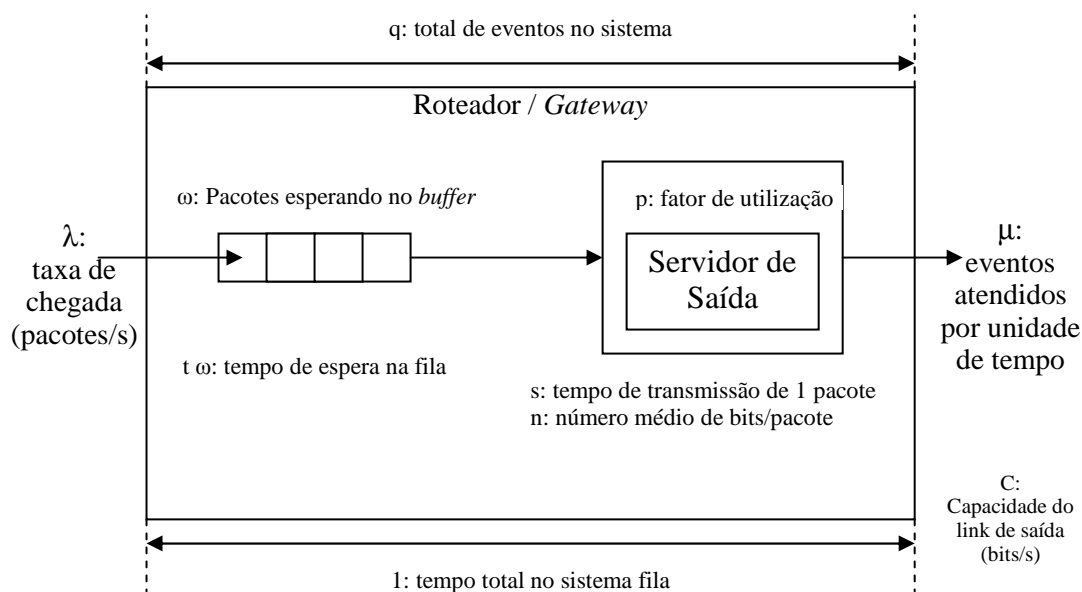 q: total de eventos no sistema
Roteador / Gateway
ω: Pacotes esperando no buffer
p: fator de utilização
λ:
taxa de
chegada
(pacotes/s)
Servidor de
Saída
μ:
eventos
atendidos
por unidade
de tempo
t ω: tempo de espera na fila
s: tempo de transmissão de 1 pacote
n: número médio de bits/pacote
C:
Capacidade do
link de saída
(bits/s)
1: tempo total no sistema fila